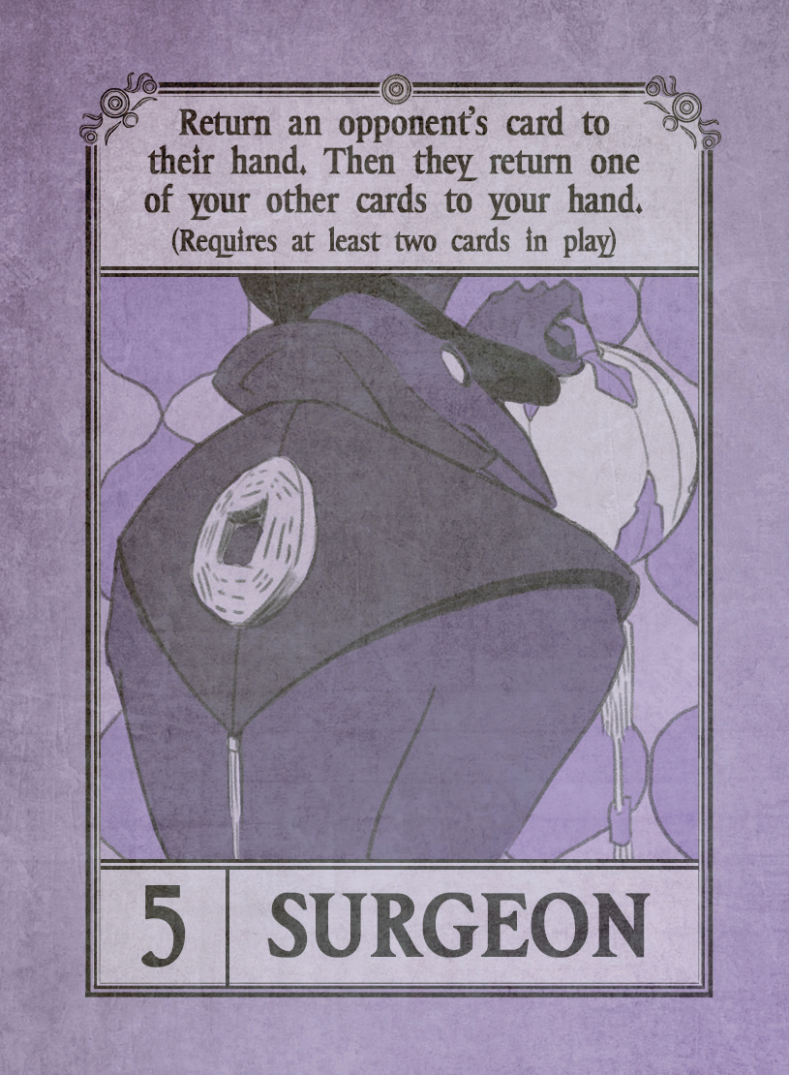 Return an opponent's card to
their hand. Then they return one
of your other cards to your hand.
(Requires at least two cards in play)
5 SURGEON